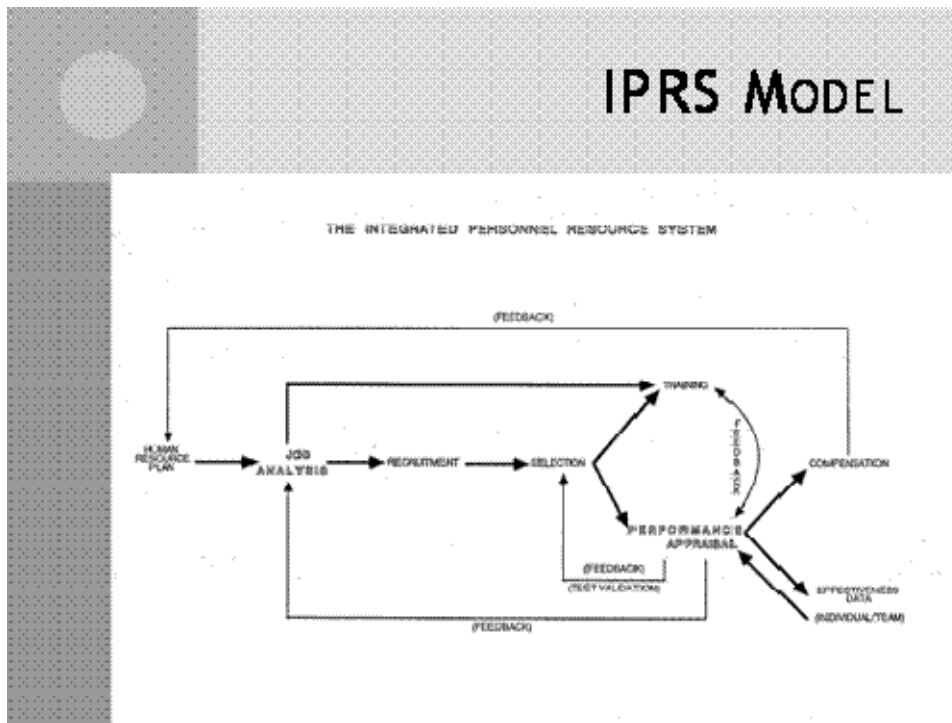 IPRS MODEL
THE INTEGRATED PERSONNEL RESOURCE SYSTEM
(FEEDBACK)
TRAINING
FEEDBACK
HUMAN
RESOURCE
PLAN
JOB
ANALYSIS
RECRUITMENT
SELECTION
COMPENSATION
PERFORMANCE
APPRAISAL
(FEEDBACK)
(TEST VALIDATION)
EFFECTIVENESS
DATA
(INDIVIDUAL/TEAM)
(FEEDBACK)